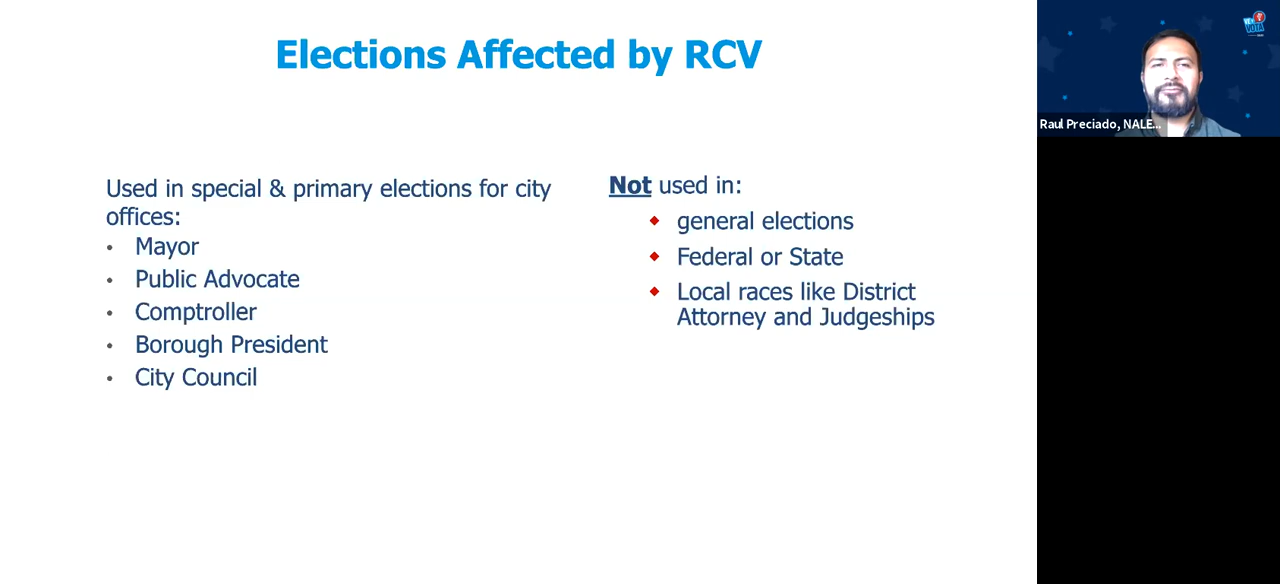 Elections Affected by RCV
Used in special & primary elections for city
offices:
• Mayor
• Public Advocate
• Comptroller
• Borough President
• City Council
Not used in:
general elections
Federal or State
Local races like District
Attorney and Judgeships
VOTA
Raul Preciado, NALE...